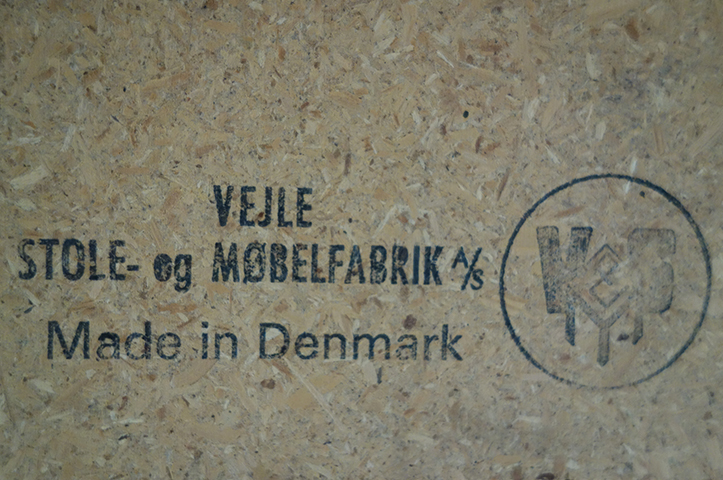 VEJLE
STOLE- og MØBELFABRIK A/S
Made in Denmark